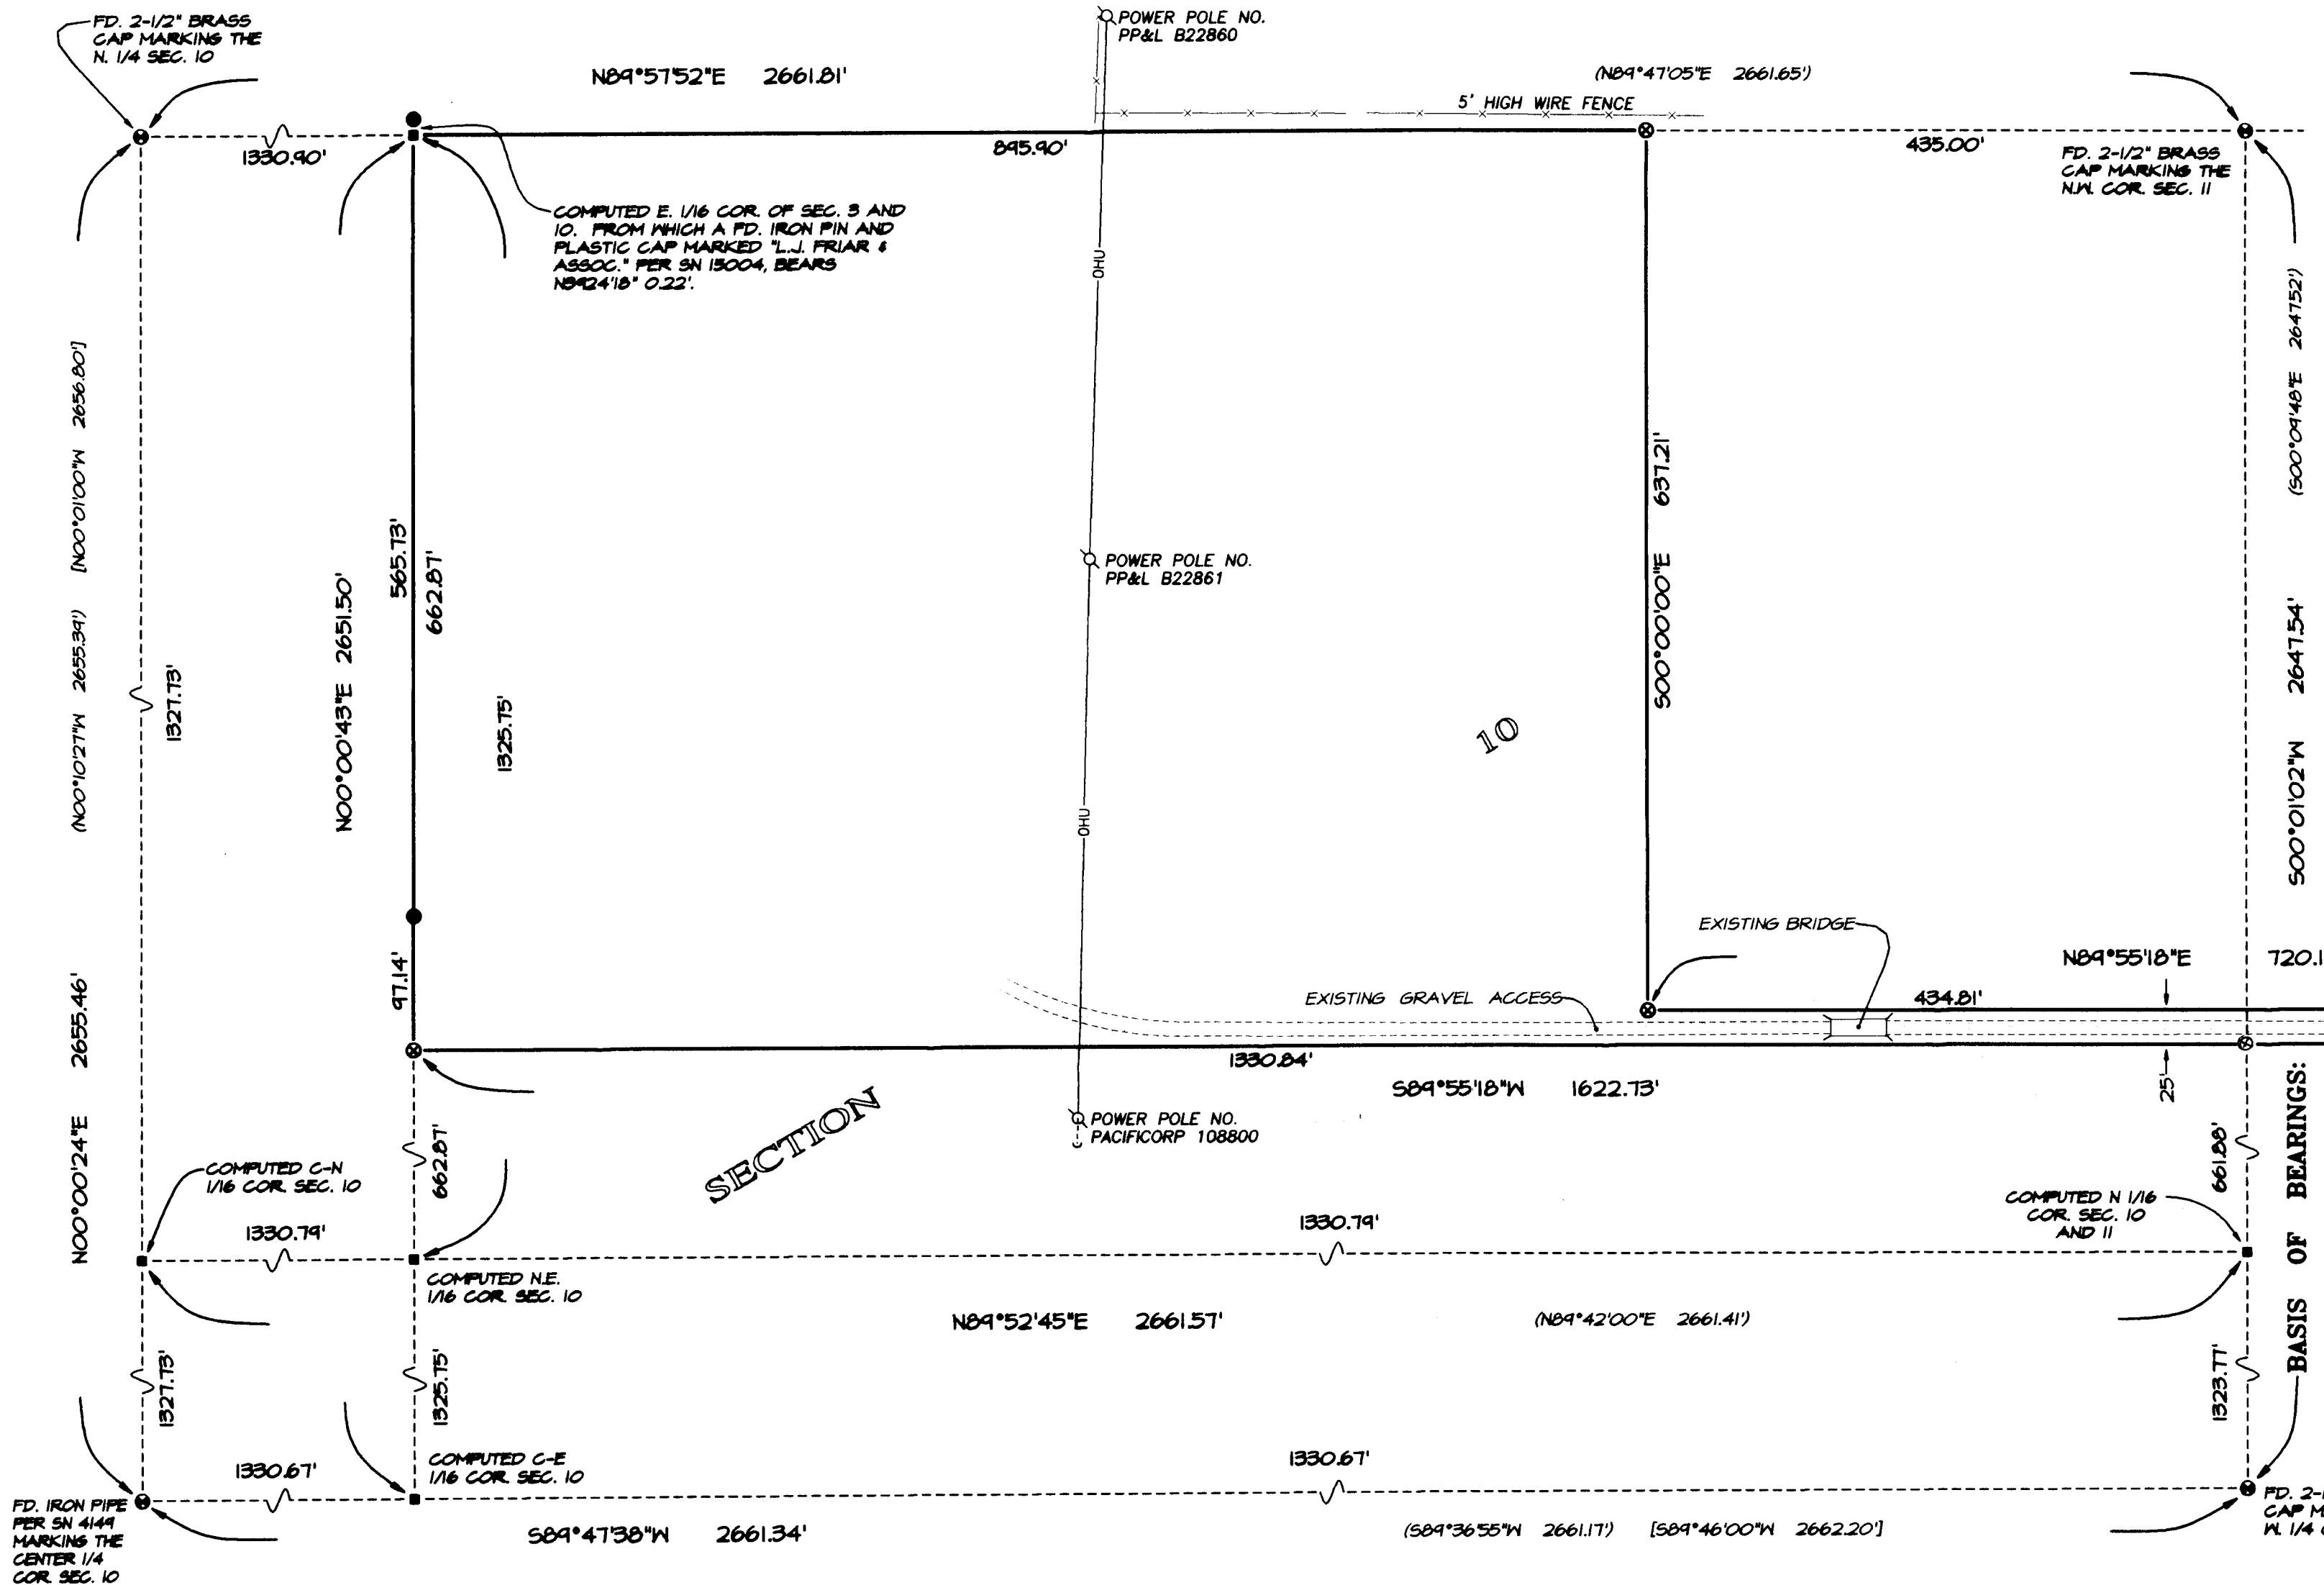 FD. 2-1/2" BRASS
CAP MARKING THE
N. 1/4 SEC. 10
POWER POLE NO.
PP&L B22860
N89°57'52"E 2661.81'
(N89°47'05"E 2661.65')
5' HIGH WIRE FENCE
1330.90'
895.90'
435.00'
FD. 2-1/2" BRASS
CAP MARKING THE
N.W. COR. SEC. 11
COMPUTED E. 1/16 COR. OF SEC. 3 AND
10. FROM WHICH A FD. IRON PIN AND
PLASTIC CAP MARKED "L.J. FRIAR &
ASSOC." PER SN 15004, BEARS
0.22'.
OHU
(N00°10'27"W 2655.39') [N00°01'00"W 2656.80']
1327.73'
N00°00'43"E 2651.50'
565.73'
662.87'
1325.75'
POWER POLE NO.
PP&L B22861
S00°00'00"E 637.21'
(S00°09'48"E 2647.52')
S00°01'02"W 2647.54'
10
OHU
97.14'
N00°00'24"E 2655.46'
EXISTING BRIDGE
N89°55'18"E 720.1
EXISTING GRAVEL ACCESS
434.81'
1330.84'
S89°55'18"W 1622.73'
25'
SECTION
POWER POLE NO.
PACIFICORP 108800
COMPUTED C-N
1/16 COR. SEC. 10
662.87'
661.88'
COMPUTED N 1/16
COR. SEC. 10
AND 11
BASIS OF BEARINGS:
1330.79'
1330.79'
COMPUTED N.E.
1/16 COR. SEC. 10
N89°52'45"E 2661.57'
(N89°42'00"E 2661.41')
1327.73'
1325.75'
1323.77'
COMPUTED C-E
1/16 COR. SEC. 10
1330.67'
1330.67'
FD. IRON PIPE
PER SN 4149
MARKING THE
CENTER 1/4
COR. SEC. 10
S89°47'38"W 2661.34'
(S89°36'55"W 2661.17') [S89°46'00"W 2662.20']
FD. 2-
CAP M
W. 1/4